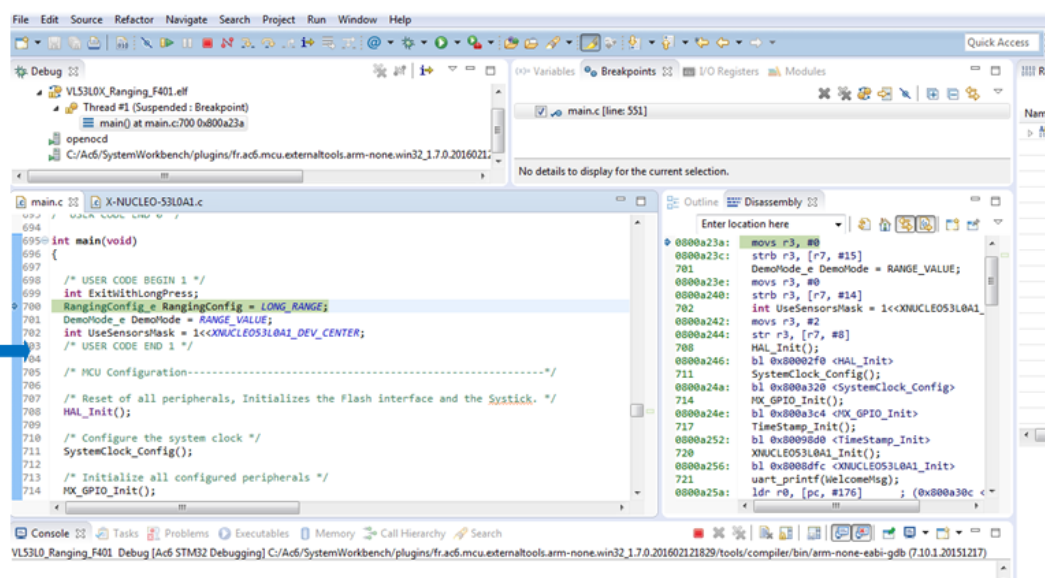 File Edit Source Refactor Navigate Search Project Run Window Help
Quick Access
Debug
VL53L0X_Ranging_F401.elf
Thread #1 (Suspended : Breakpoint)
main() at main.c:700 0x800a23a
openocd
C:/Ac6/SystemWorkbench/plugins/fr.ac6.mcu.externaltools.arm-none.win32_1.7.0.2016021
(x)= Variables Breakpoints I/O Registers Modules
main.c [line: 551]
No details to display for the current selection.
Nam
main.c X-NUCLEO-53L0A1.c
694
695 int main(void)
696 {
697
698 /* USER CODE BEGIN 1 */
699 int ExitWithLongPress;
700 RangingConfig_e RangingConfig = LONG_RANGE;
701 DemoMode_e DemoMode = RANGE_VALUE;
702 int UseSensorsMask = 1<<XNUCLEO53L0A1_DEV_CENTER;
03 /* USER CODE END 1 */
04
705 /* MCU Configuration----------------------------------------------------------*/
706
707 /* Reset of all peripherals, Initializes the Flash interface and the Systick. */
708 HAL_Init();
709
710 /* Configure the system clock */
711 SystemClock_Config();
712
713 /* Initialize all configured peripherals */
714 MX_GPIO_Init();
Outline Disassembly
Enter location here
0800a23a: movs r3, #0
0800a23c: strb r3, [r7, #15]
701 DemoMode_e DemoMode = RANGE_VALUE;
0800a23e: movs r3, #0
0800a240: strb r3, [r7, #14]
702 int UseSensorsMask = 1<<XNUCLEO53L0A1_
0800a242: movs r3, #2
0800a244: str r3, [r7, #8]
708 HAL_Init();
0800a246: bl 0x80002f0 <HAL_Init>
711 SystemClock_Config();
0800a24a: bl 0x800a320 <SystemClock_Config>
714 MX_GPIO_Init();
0800a24e: bl 0x800a3c4 <MX_GPIO_Init>
717 TimeStamp_Init();
0800a252: bl 0x80098d0 <TimeStamp_Init>
720 XNUCLEO53L0A1_Init();
0800a256: bl 0x8008dfc <XNUCLEO53L0A1_Init>
721 uart_printf(WelcomeMsg);
0800a25a: ldr r0, [pc, #176] ; (0x800a30c <
Console Tasks Problems Executables Memory Call Hierarchy Search
VL53L0_Ranging_F401 Debug [Ac6 STM32 Debugging] C:/Ac6/SystemWorkbench/plugins/fr.ac6.mcu.externaltools.arm-none.win32_1.7.0.201602121829/tools/compiler/bin/arm-none-eabi-gdb (7.10.1.20151217)